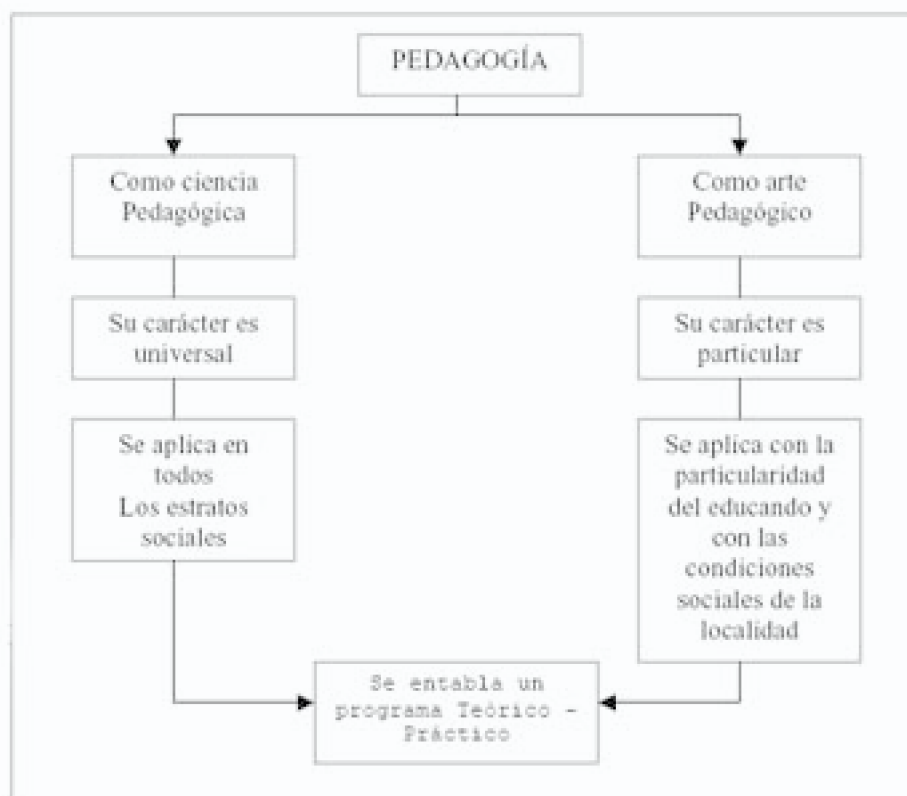 PEDAGOGÍA
Como ciencia
Pedagógica
Su carácter es
universal
Se aplica en
todos
Los estratos
sociales
Como arte
Pedagógico
Su carácter es
particular
Se aplica con la
particularidad
del educando y
con las
condiciones
sociales de la
localidad
Se entabla un
programa Teórico –
Práctico